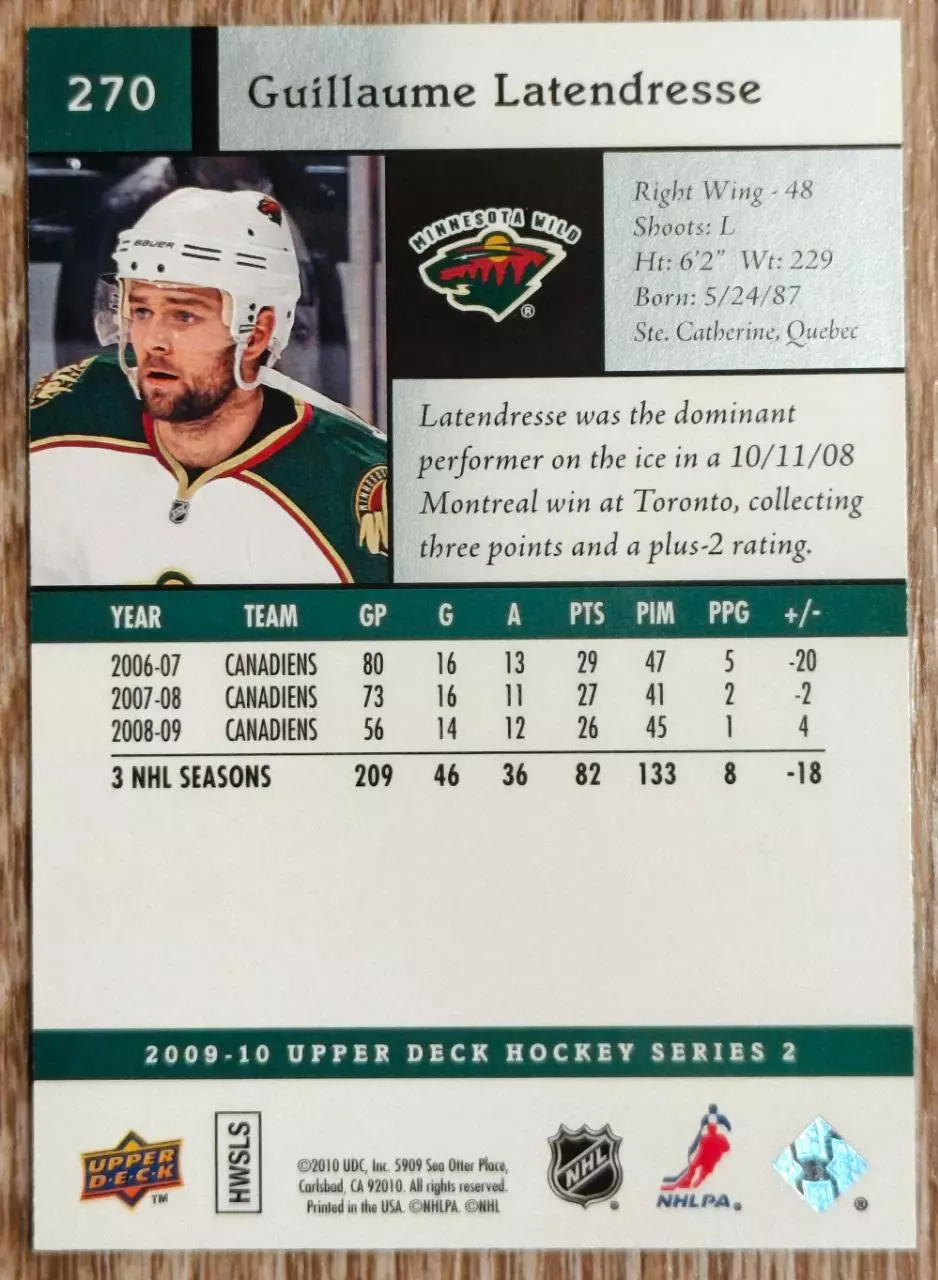 270
Guillaume Latendresse
BAUER
MINNESOTA WILD
®
Right Wing - 48
Shoots: L
Ht: 6'2" Wt: 229
Born: 5/24/87
Ste. Catherine, Quebec
Latendresse was the dominant
performer on the ice in a 10/11/08
Montreal win at Toronto, collecting
three points and a plus-2 rating.
YEAR TEAM GP G A PTS PIM PPG +/-
2006-07 CANADIENS 80 16 13 29 47 5 -20
2007-08 CANADIENS 73 16 11 27 41 2 -2
2008-09 CANADIENS 56 14 12 26 45 1 4
3 NHL SEASONS 209 46 36 82 133 8 -18
2009-10 UPPER DECK HOCKEY SERIES 2
UPPER
DECK
TM
HWSLS
©2010 UDC, Inc. 5909 Sea Otter Place,
Carlsbad, CA 92010. All rights reserved.
Printed in the USA. ©NHLPA. ©NHL
NHL
NHLPA®
®